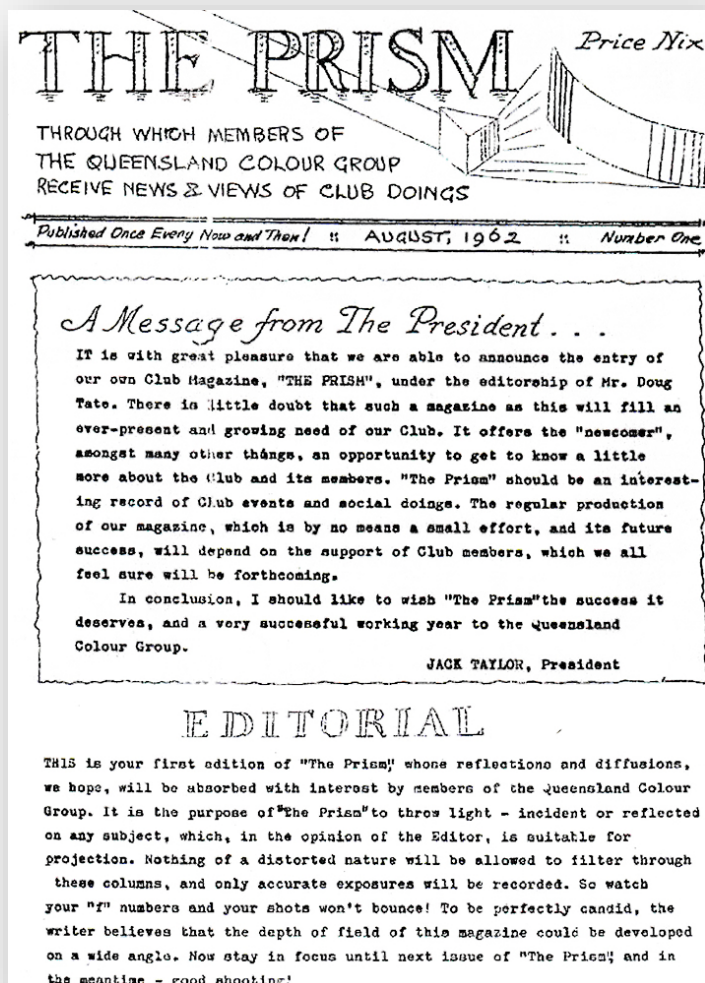 THE PRISM
Price Nix
THROUGH WHICH MEMBERS OF
THE QUEENSLAND COLOUR GROUP
RECEIVE NEWS & VIEWS OF CLUB DOINGS
Published Once Every Now and Then! :: AUGUST, 1962 :: Number One
A Message from The President . . .
IT is with great pleasure that we are able to announce the entry of
our own Club Magazine, "THE PRISM", under the editorship of Mr. Doug
Tate. There is little doubt that such a magazine as this will fill an
ever-present and growing need of our Club. It offers the "newcomer",
amongst many other things, an opportunity to get to know a little
more about the Club and its members. "The Prism" should be an interest-
ing record of Club events and social doings. The regular production
of our magazine, which is by no means a small effort, and its future
success, will depend on the support of Club members, which we all
feel sure will be forthcoming.
In conclusion, I should like to wish "The Prism"the success it
deserves, and a very successful working year to the Queensland
Colour Group.
JACK TAYLOR, President
EDITORIAL
THIS is your first edition of "The Prism", whose reflections and diffusions,
we hope, will be absorbed with interest by members of the Queensland Colour
Group. It is the purpose of"The Prism"to throw light - incident or reflected
on any subject, which, in the opinion of the Editor, is suitable for
projection. Nothing of a distorted nature will be allowed to filter through
these columns, and only accurate exposures will be recorded. So watch
your "f" numbers and your shots won't bounce! To be perfectly candid, the
writer believes that the depth of field of this magazine could be developed
on a wide angle. Now stay in focus until next issue of "The Prism", and in
the meantime - good shooting!